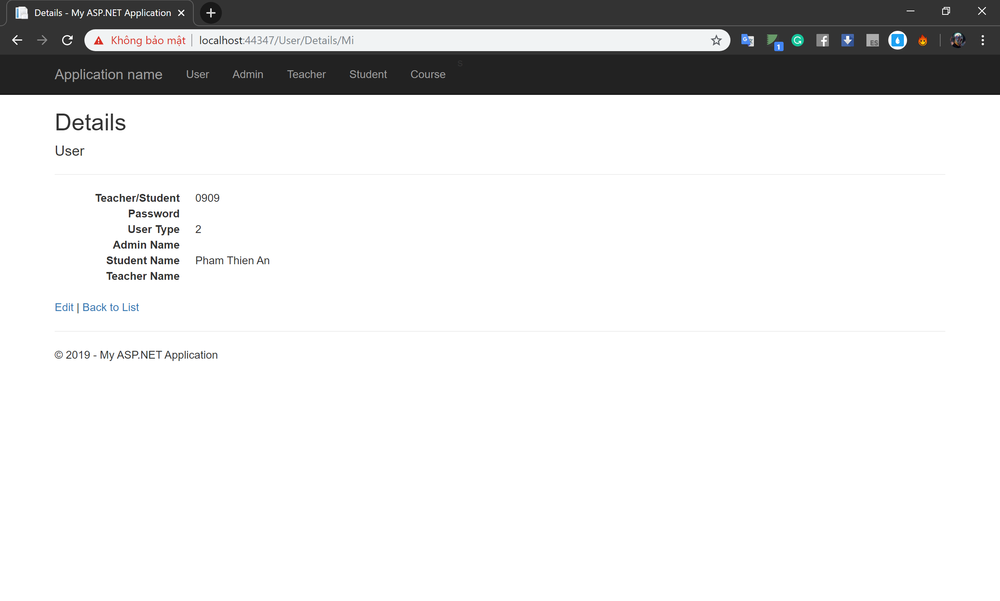 Details - My ASP.NET Application
Không bảo mật localhost:44347/User/Details/Mi
1
ES
Application name User Admin Teacher Student Course s
Details
User
Teacher/Student 0909
Password
User Type 2
Admin Name
Student Name Pham Thien An
Teacher Name
Edit | Back to List
© 2019 - My ASP.NET Application